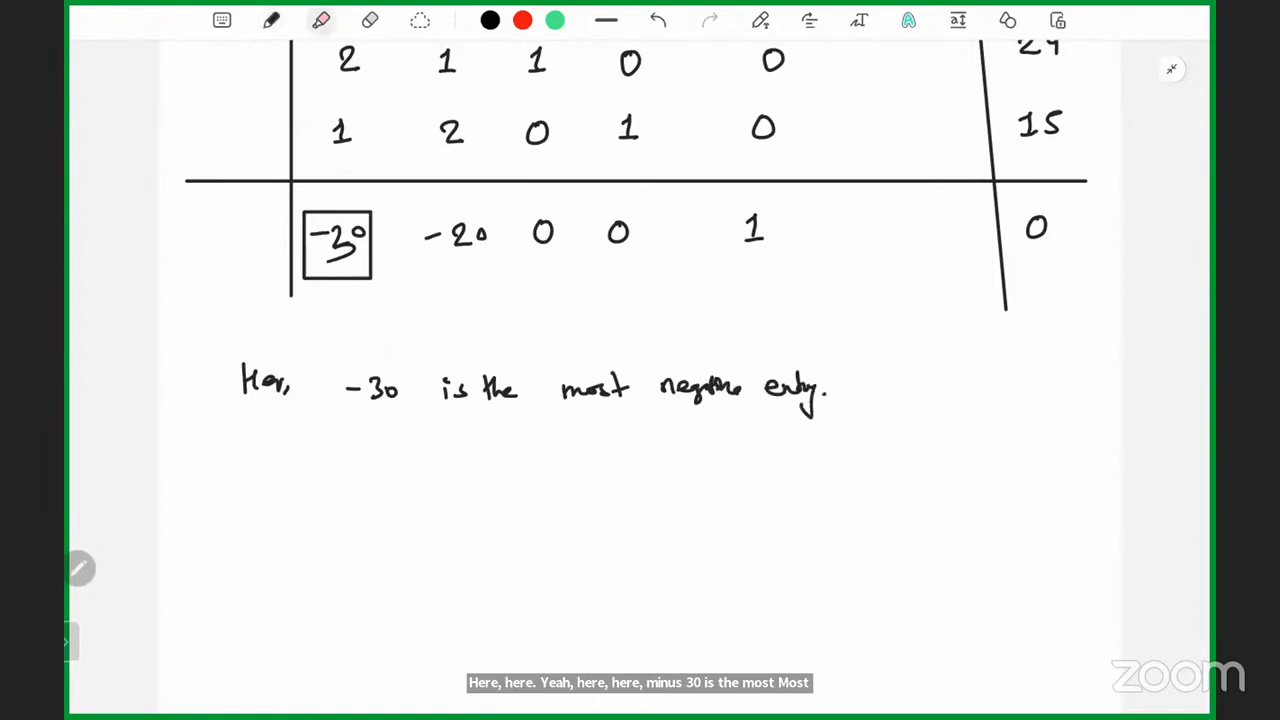 2 1 1 0 0 24
1 2 0 1 0 15
-30 -20 0 0 1 0
Her, -30 is the most negative entry.
Here, here. Yeah, here, here, minus 30 is the most Most
zoom